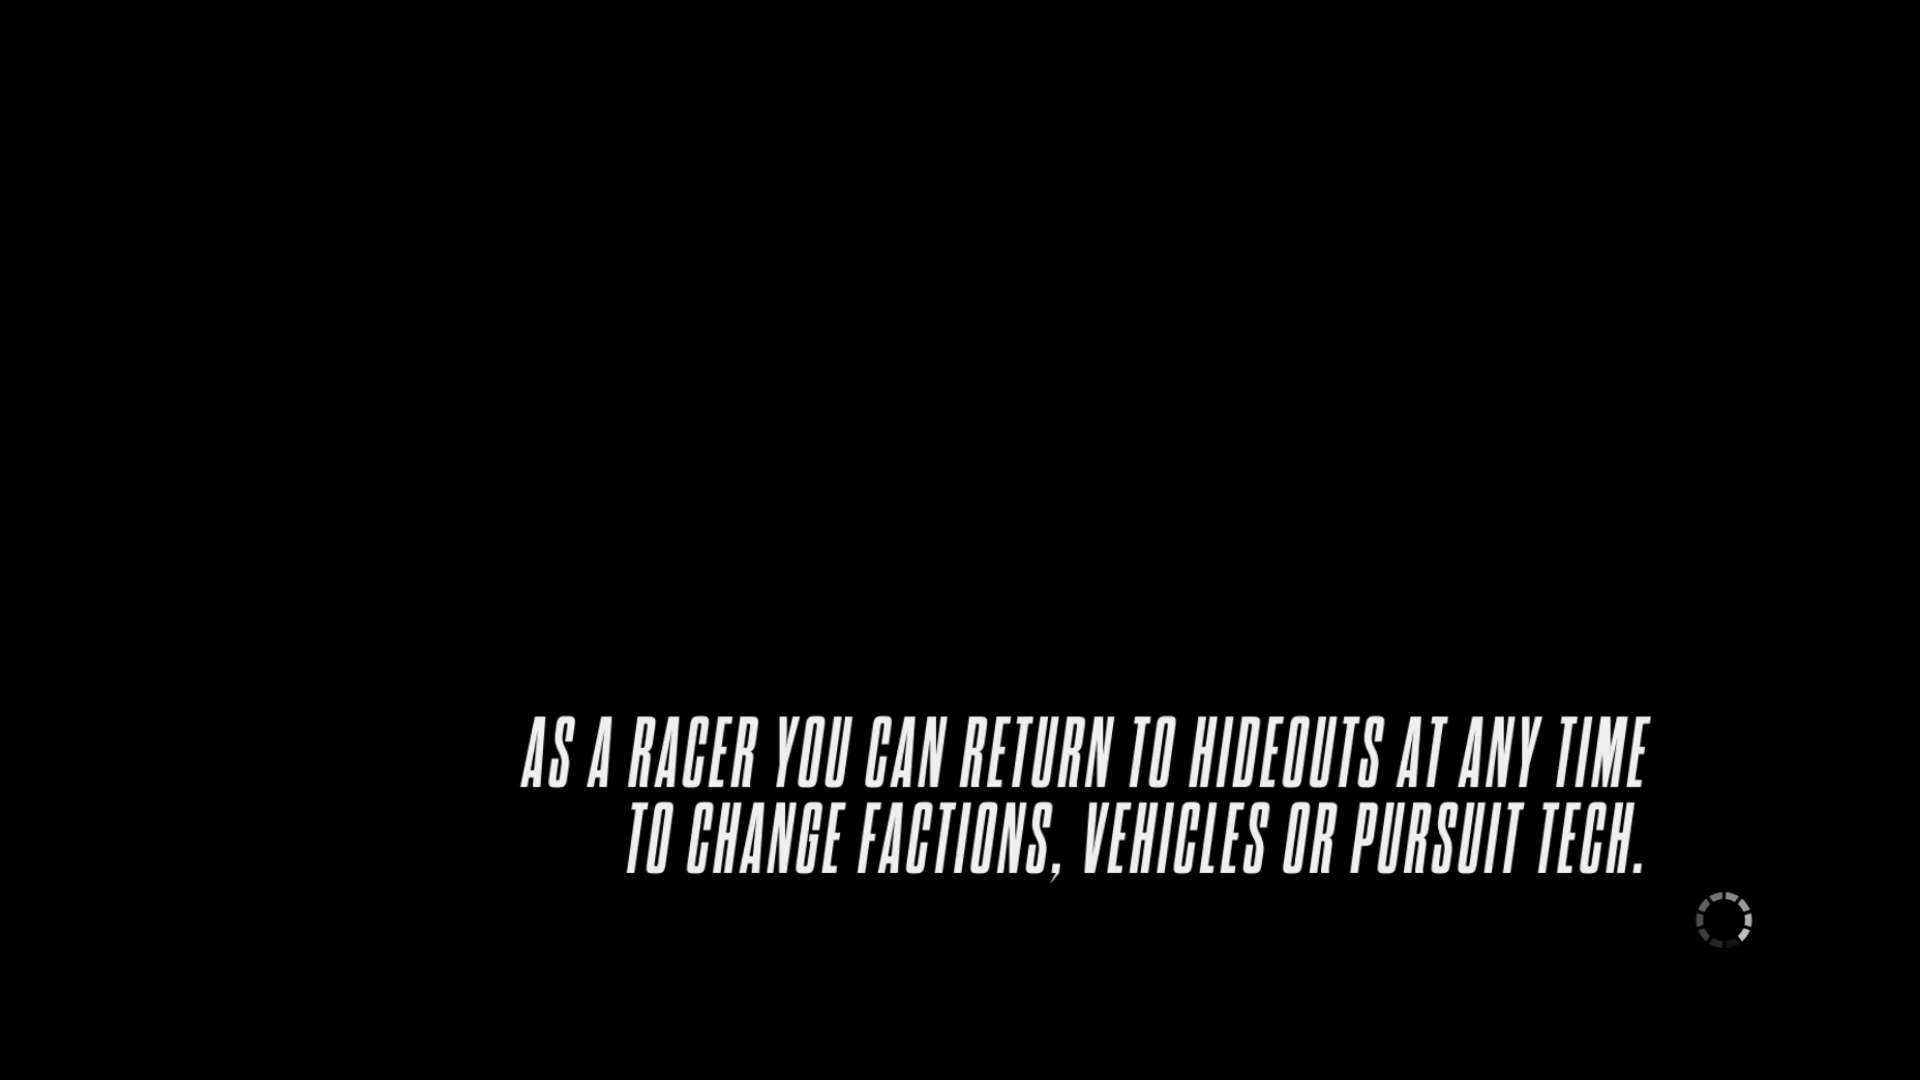 AS A RACER YOU CAN RETURN TO HIDEOUTS AT ANY TIME
TO CHANGE FACTIONS, VEHICLES OR PURSUIT TECH.